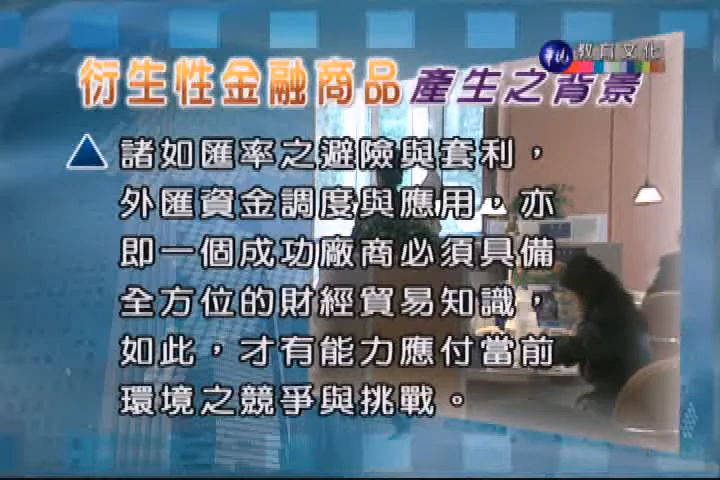 華視 教育文化
衍生性金融商品產生之背景
諸如匯率之避險與套利，
外匯資金調度與應用，亦
即一個成功廠商必須具備
全方位的財經貿易知識，
如此，才有能力應付當前
環境之競爭與挑戰。